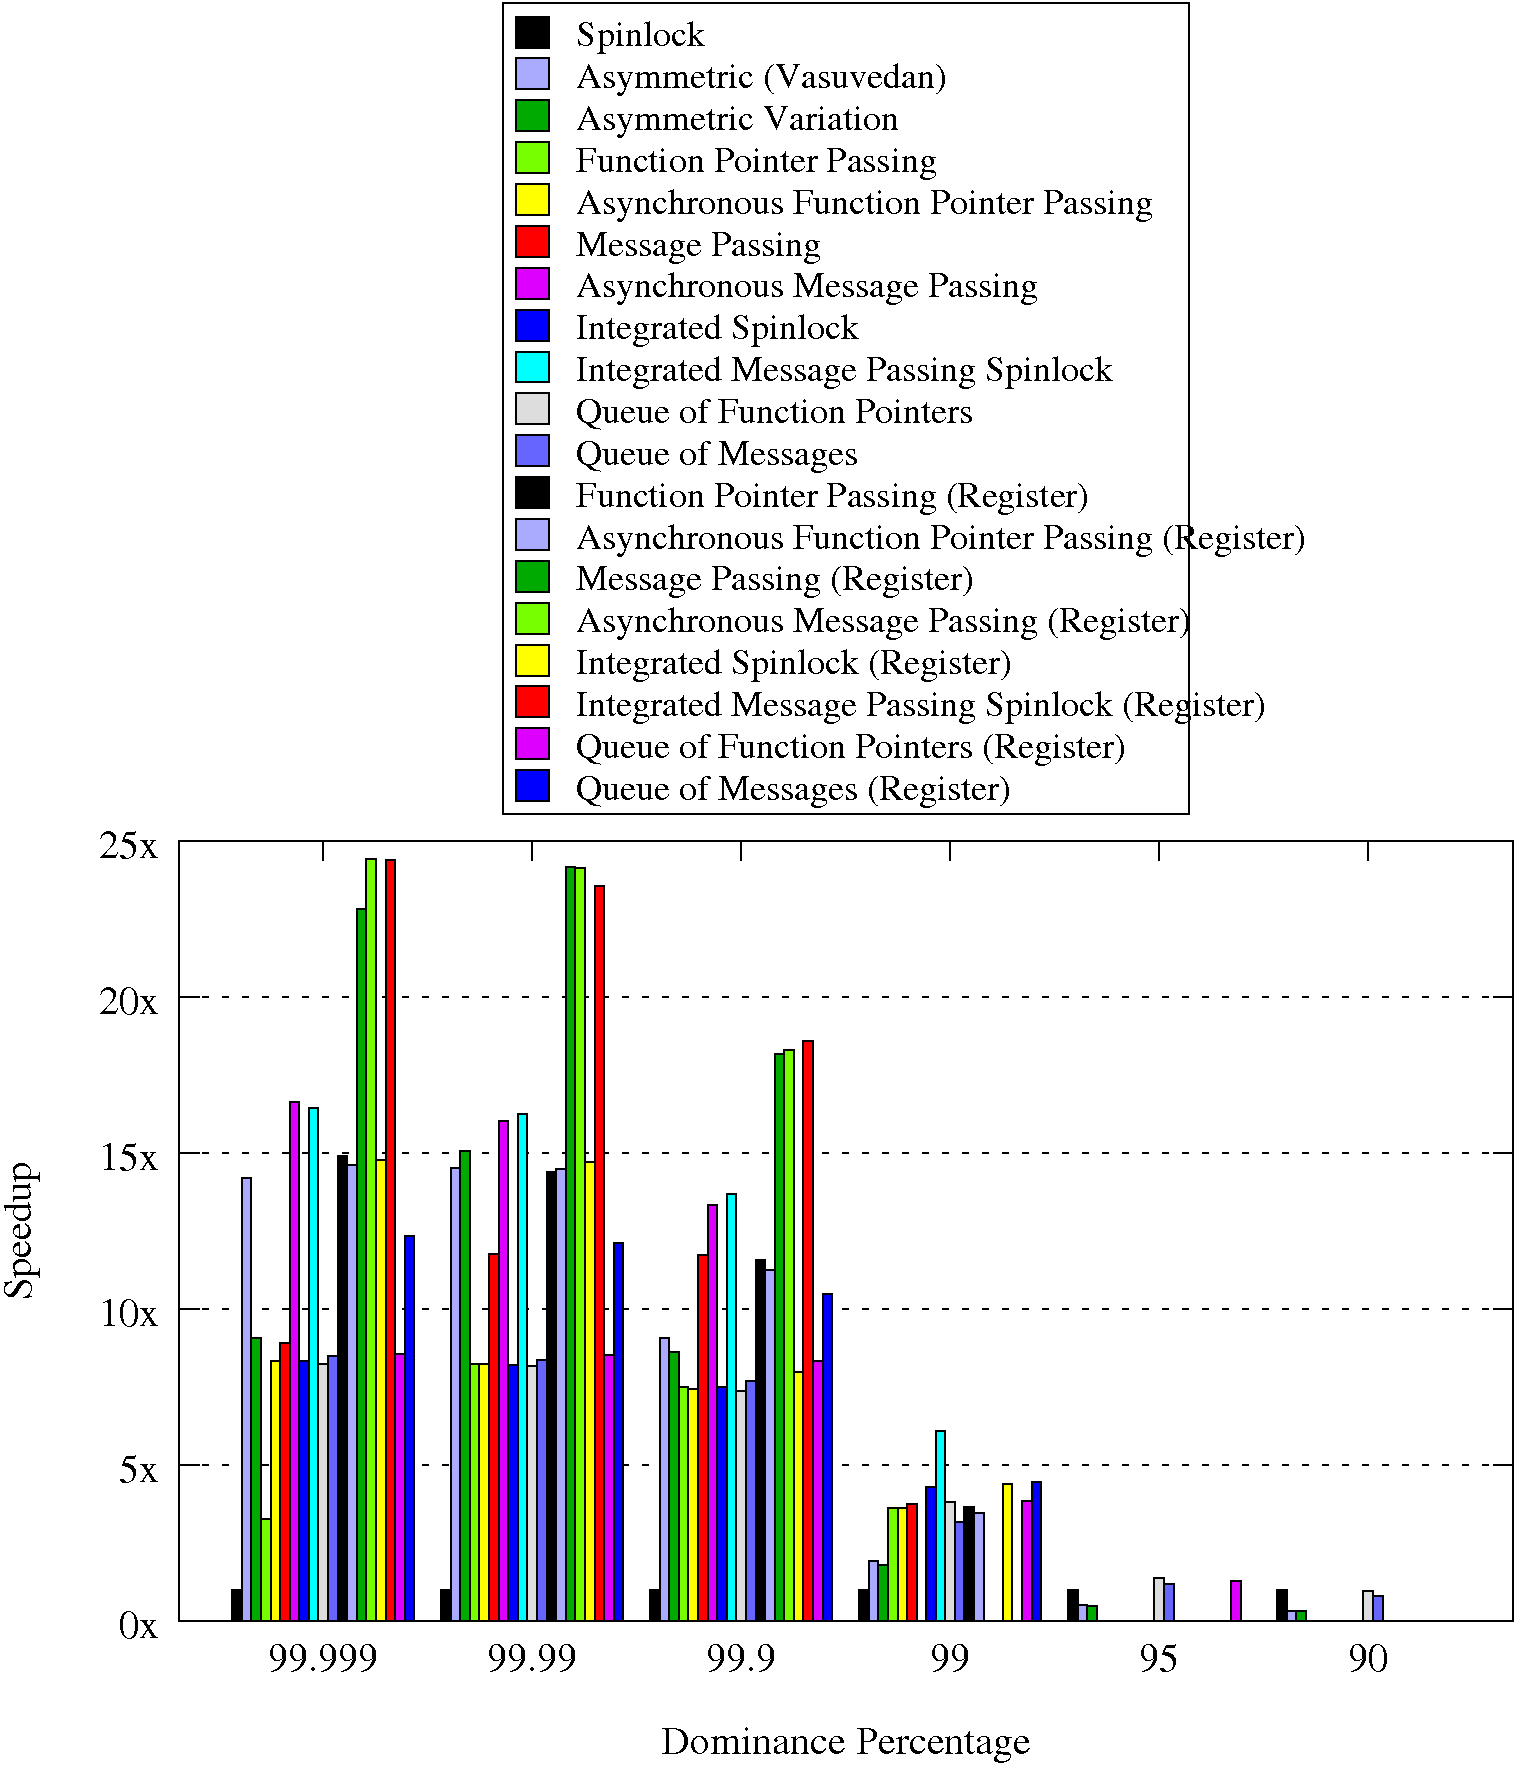 Spinlock
Asymmetric (Vasuvedan)
Asymmetric Variation
Function Pointer Passing
Asynchronous Function Pointer Passing
Message Passing
Asynchronous Message Passing
Integrated Spinlock
Integrated Message Passing Spinlock
Queue of Function Pointers
Queue of Messages
Function Pointer Passing (Register)
Asynchronous Function Pointer Passing (Register)
Message Passing (Register)
Asynchronous Message Passing (Register)
Integrated Spinlock (Register)
Integrated Message Passing Spinlock (Register)
Queue of Function Pointers (Register)
Queue of Messages (Register)
25x
20x
15x
10x
5x
0x
Speedup
99.999 99.99 99.9 99 95 90
Dominance Percentage